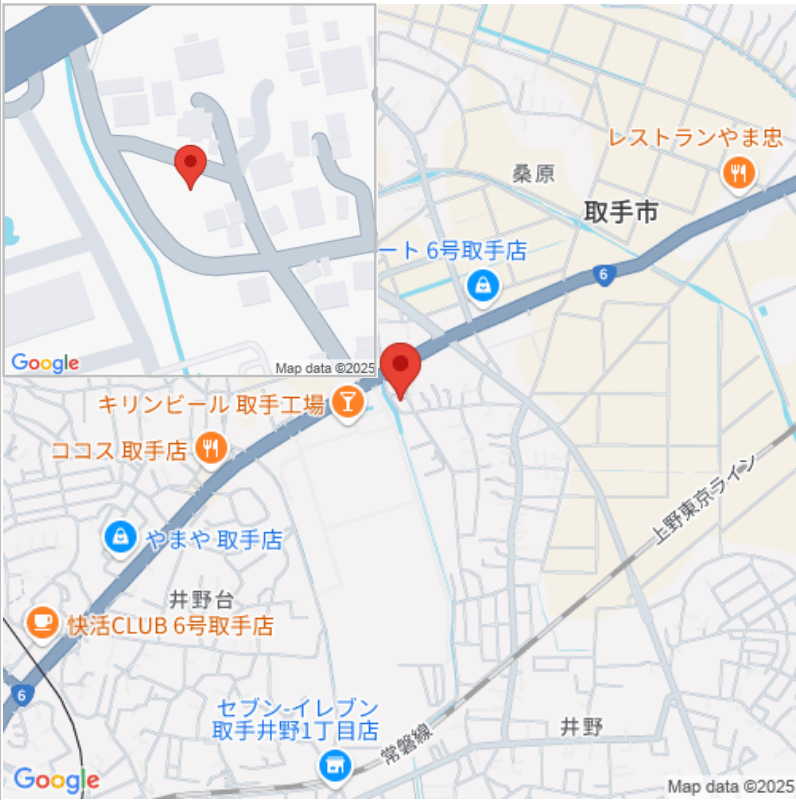 Google
Map data ©2025
レストランやま忠
桑原
取手市
ート 6号取手店
6
キリンビール 取手工場
ココス 取手店
やまや 取手店
上野東京ライン
井野台
快活CLUB 6号取手店
6
セブン-イレブン
取手井野1丁目店
井野
常磐線
Google
Map data ©2025